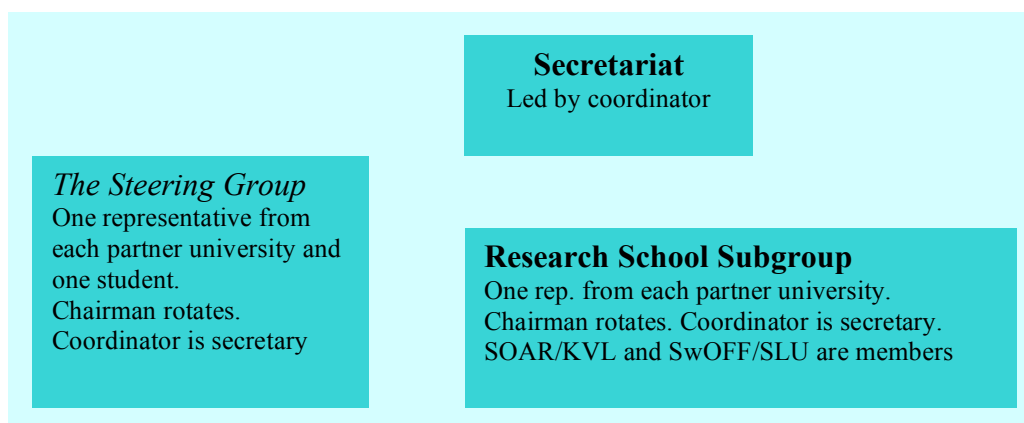 Secretariat
Led by coordinator
The Steering Group
One representative from
each partner university and
one student.
Chairman rotates.
Coordinator is secretary
Research School Subgroup
One rep. from each partner university.
Chairman rotates. Coordinator is secretary.
SOAR/KVL and SwOFF/SLU are members